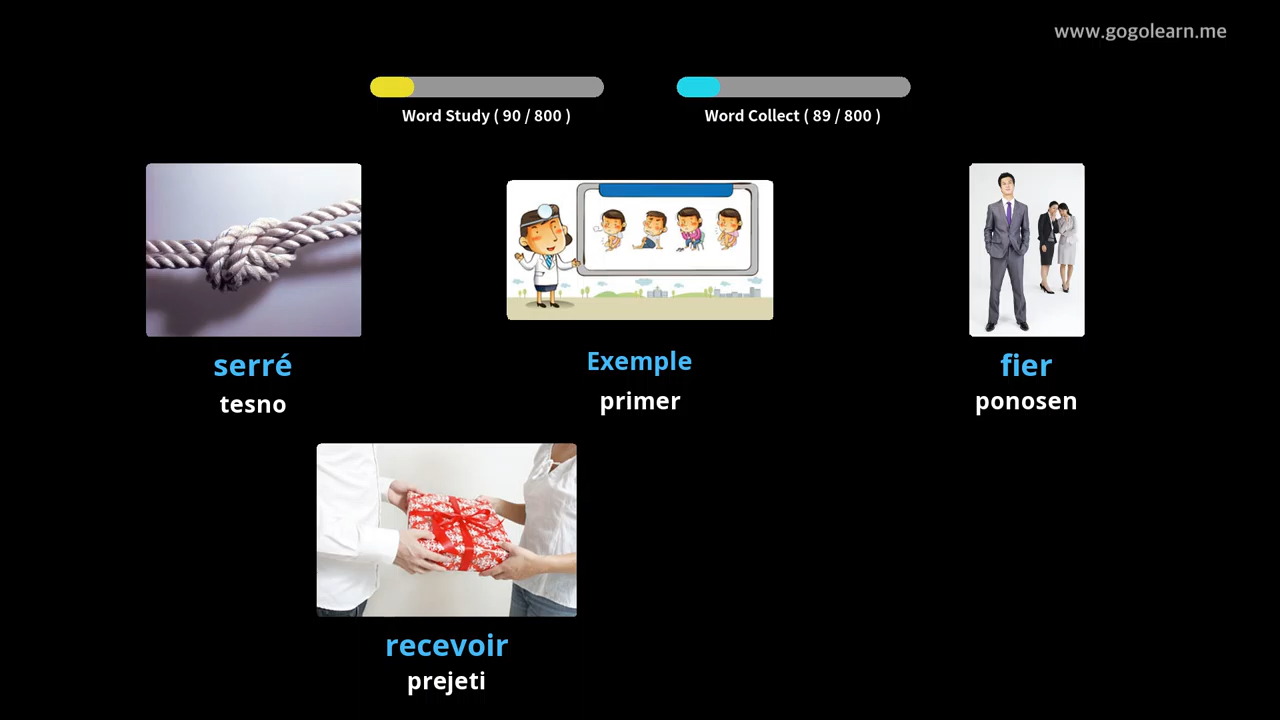 www.gogolearn.me
Word Study ( 90 / 800 )
Word Collect ( 89 / 800 )
serré
tesno
Exemple
primer
fier
ponosen
recevoir
prejeti